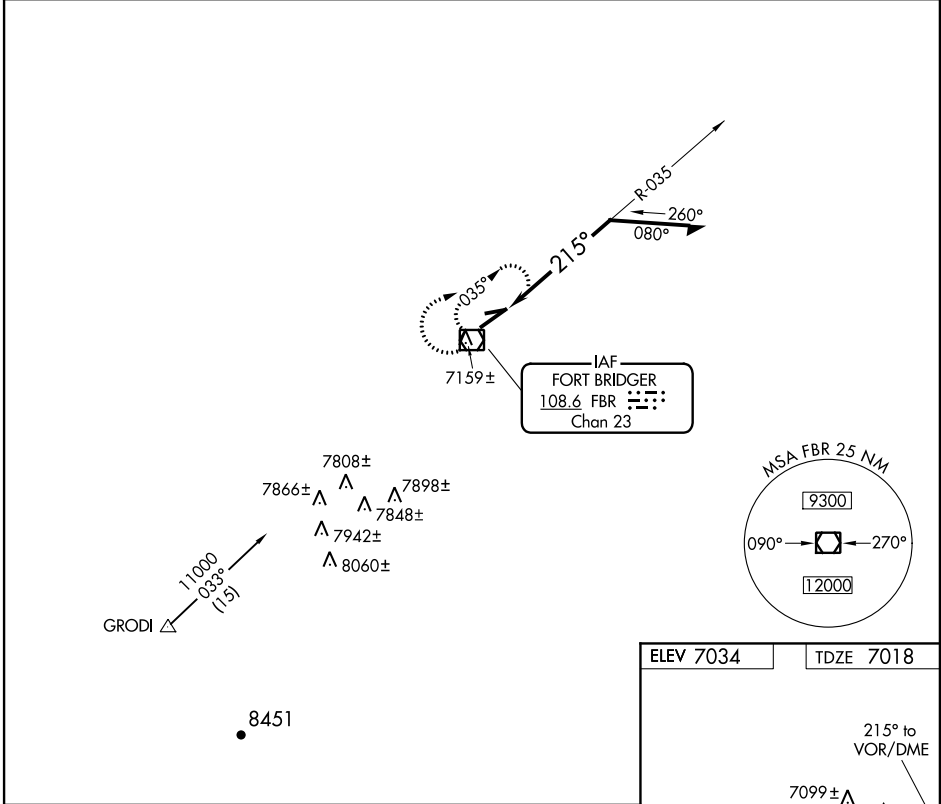 R-035
260°
080°
215°
035°
7159±
IAF
FORT BRIDGER
108.6 FBR
Chan 23
7808±
7866±
7898±
7848±
7942±
8060±
11000
033°
(15)
GRODI
8451
MSA FBR 25 NM
9300
090°
270°
12000
ELEV 7034
TDZE 7018
215° to
VOR/DME
7099±